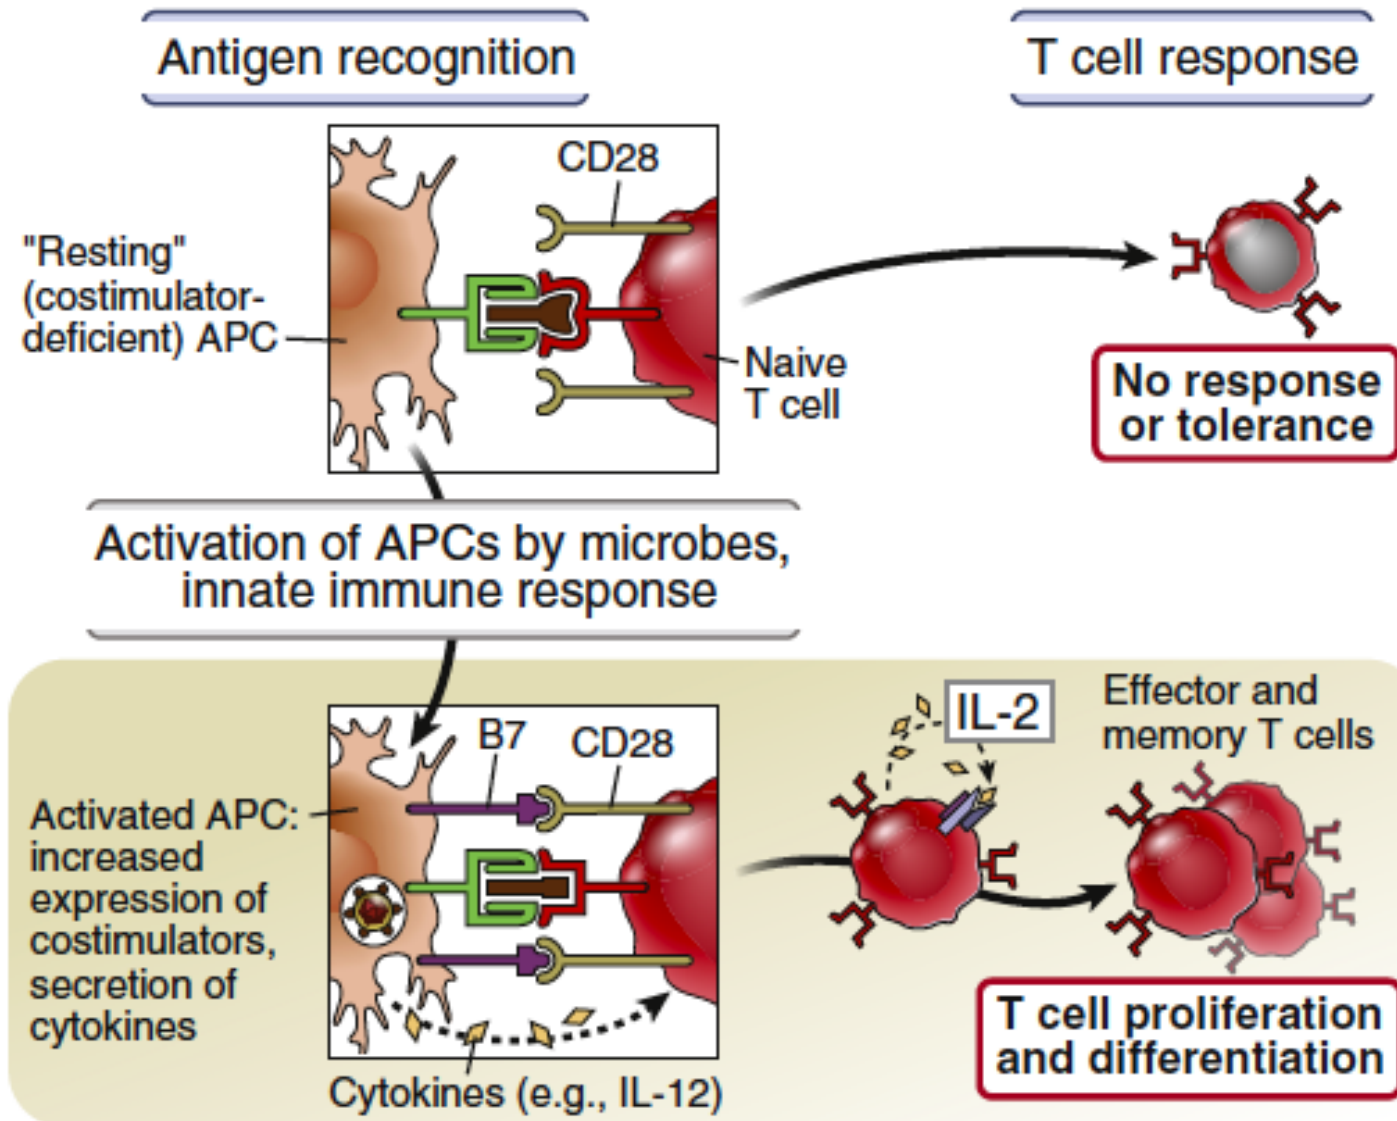 Antigen recognition
T cell response
CD28
"Resting"
(costimulator-
deficient) APC
Naive
T cell
No response
or tolerance
Activation of APCs by microbes,
innate immune response
B7
CD28
IL-2
Effector and
memory T cells
Activated APC:
increased
expression of
costimulators,
secretion of
cytokines
T cell proliferation
and differentiation
Cytokines (e.g., IL-12)